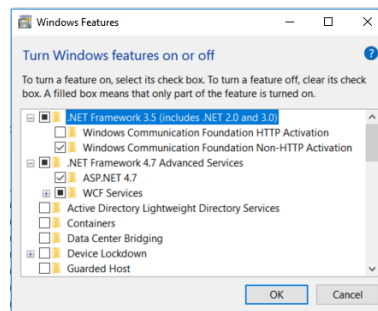 Windows Features
Turn Windows features on or off
To turn a feature on, select its check box. To turn a feature off, clear its check
box. A filled box means that only part of the feature is turned on.
.NET Framework 3.5 (includes .NET 2.0 and 3.0)
Windows Communication Foundation HTTP Activation
Windows Communication Foundation Non-HTTP Activation
.NET Framework 4.7 Advanced Services
ASP.NET 4.7
WCF Services
Active Directory Lightweight Directory Services
Containers
Data Center Bridging
Device Lockdown
Guarded Host
OK Cancel